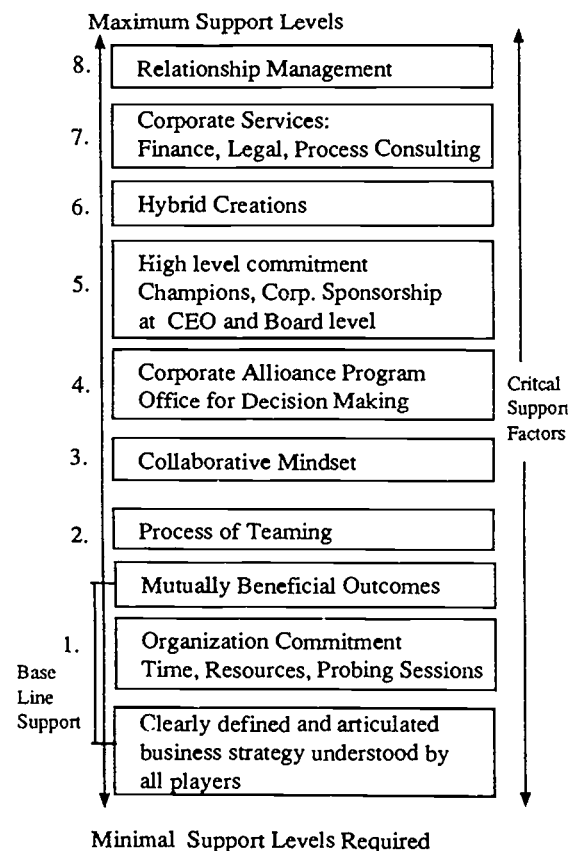 Maximum Support Levels
8. Relationship Management
7. Corporate Services:
Finance, Legal, Process Consulting
6. Hybrid Creations
5. High level commitment
Champions, Corp. Sponsorship
at CEO and Board level
4. Corporate Allioance Program
Office for Decision Making
Critcal
Support
Factors
3. Collaborative Mindset
2. Process of Teaming
Mutually Beneficial Outcomes
1. Organization Commitment
Time, Resources, Probing Sessions
Base
Line
Support
Clearly defined and articulated
business strategy understood by
all players
Minimal Support Levels Required